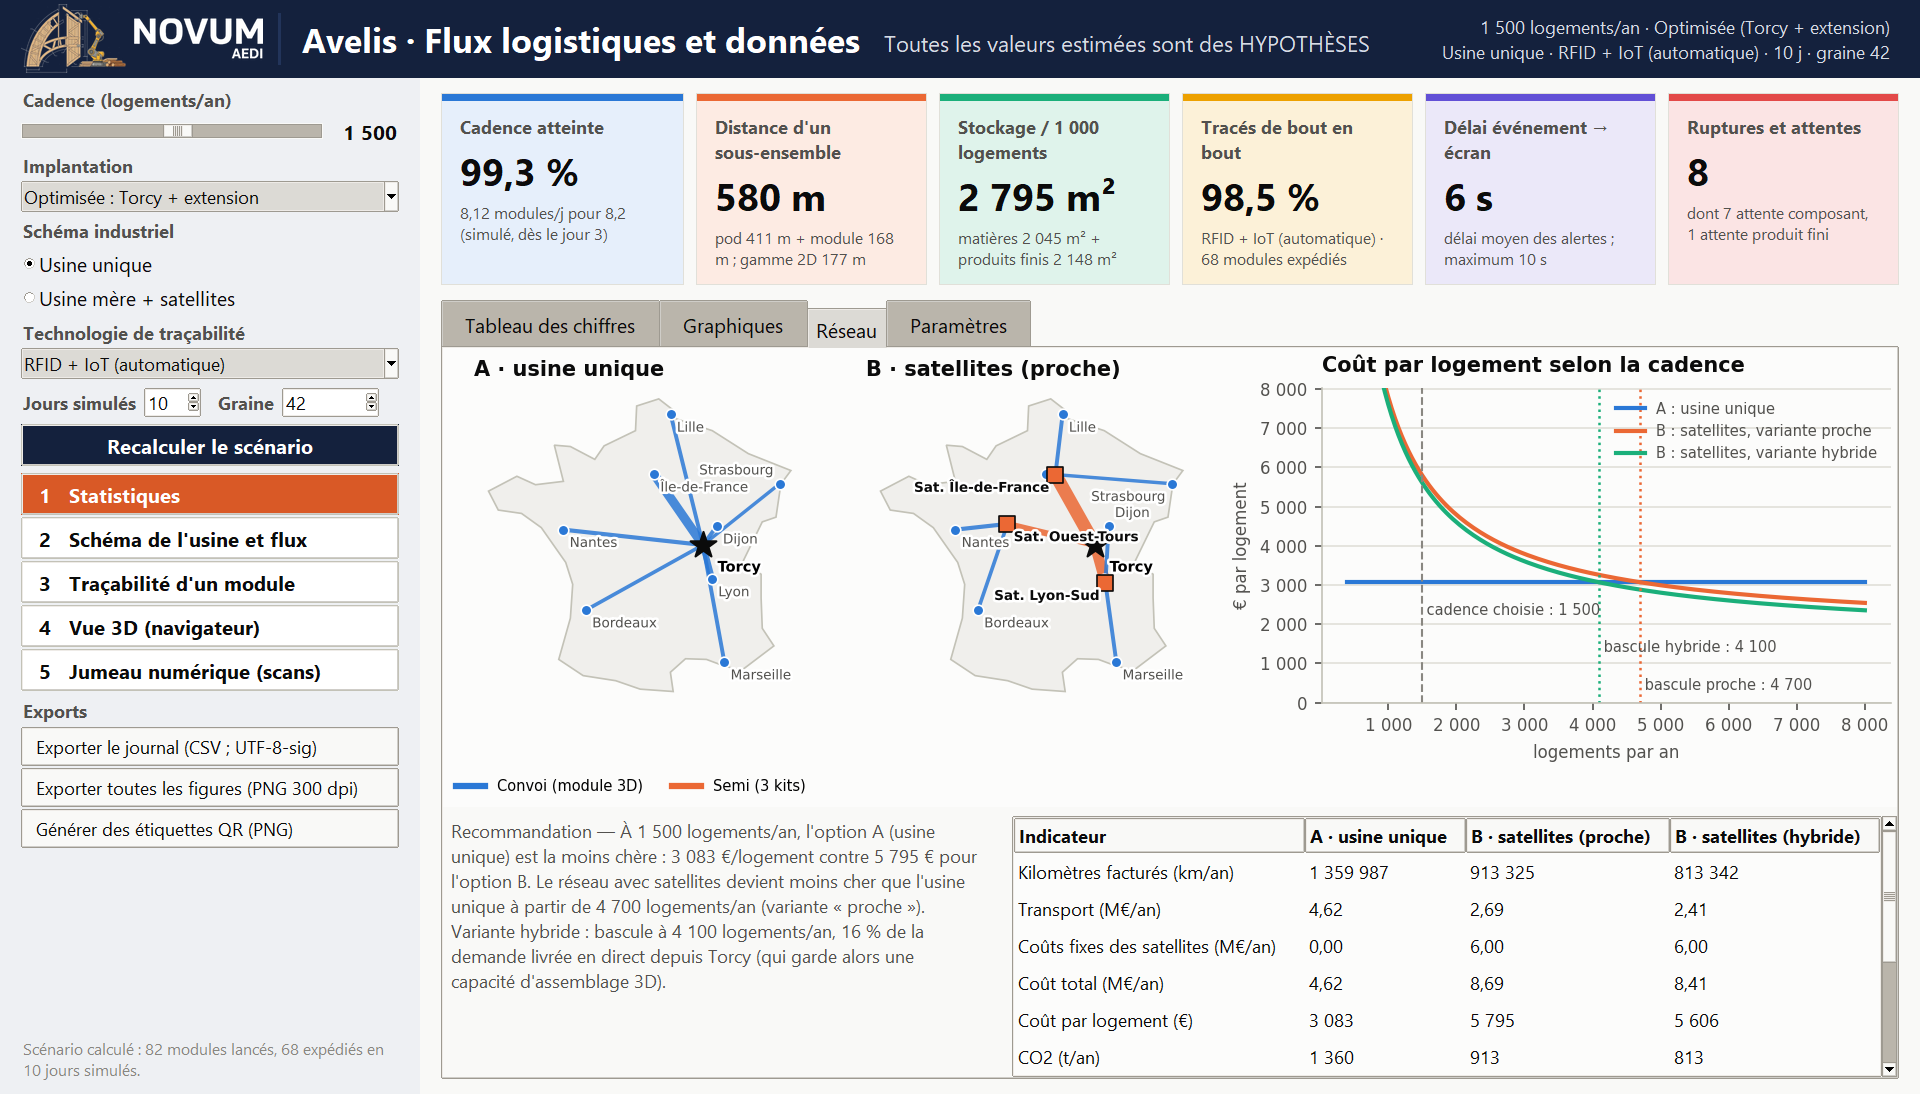 NOVUM
AEDI
Avelis · Flux logistiques et données
Toutes les valeurs estimées sont des HYPOTHÈSES
1 500 logements/an · Optimisée (Torcy + extension)
Usine unique · RFID + IoT (automatique) · 10 j · graine 42
Cadence (logements/an)
1 500
Implantation
Optimisée : Torcy + extension
Schéma industriel
Usine unique
Usine mère + satellites
Technologie de traçabilité
RFID + IoT (automatique)
Jours simulés 10 Graine 42
Recalculer le scénario
1 Statistiques
2 Schéma de l'usine et flux
3 Traçabilité d'un module
4 Vue 3D (navigateur)
5 Jumeau numérique (scans)
Exports
Exporter le journal (CSV ; UTF-8-sig)
Exporter toutes les figures (PNG 300 dpi)
Générer des étiquettes QR (PNG)
Scénario calculé : 82 modules lancés, 68 expédiés en
10 jours simulés.
Cadence atteinte
99,3 %
8,12 modules/j pour 8,2
(simulé, dès le jour 3)
Distance d'un
sous-ensemble
580 m
pod 411 m + module 168
m ; gamme 2D 177 m
Stockage / 1 000
logements
2 795 m²
matières 2 045 m² +
produits finis 2 148 m²
Tracés de bout en
bout
98,5 %
RFID + IoT (automatique) ·
68 modules expédiés
Délai événement →
écran
6 s
délai moyen des alertes ;
maximum 10 s
Ruptures et attentes
8
dont 7 attente composant,
1 attente produit fini
Tableau des chiffres
Graphiques
Réseau
Paramètres
A · usine unique
Lille
Strasbourg
Île-de-France
Nantes
Dijon
Torcy
Lyon
Bordeaux
Marseille
B · satellites (proche)
Lille
Sat. Île-de-France
Strasbourg
Dijon
Nantes
Sat. Ouest-Tours
Torcy
Sat. Lyon-Sud
Bordeaux
Marseille
Convoi (module 3D)
Semi (3 kits)
Coût par logement selon la cadence
€ par logement
8 000
7 000
6 000
5 000
4 000
3 000
2 000
1 000
0
A : usine unique
B : satellites, variante proche
B : satellites, variante hybride
cadence choisie : 1 500
bascule hybride : 4 100
bascule proche : 4 700
1 000 2 000 3 000 4 000 5 000 6 000 7 000 8 000
logements par an
Recommandation — À 1 500 logements/an, l'option A (usine
unique) est la moins chère : 3 083 €/logement contre 5 795 € pour
l'option B. Le réseau avec satellites devient moins cher que l'usine
unique à partir de 4 700 logements/an (variante « proche »).
Variante hybride : bascule à 4 100 logements/an, 16 % de la
demande livrée en direct depuis Torcy (qui garde alors une
capacité d'assemblage 3D).
Indicateur A · usine unique B · satellites (proche) B · satellites (hybride)
Kilomètres facturés (km/an) 1 359 987 913 325 813 342
Transport (M€/an) 4,62 2,69 2,41
Coûts fixes des satellites (M€/an) 0,00 6,00 6,00
Coût total (M€/an) 4,62 8,69 8,41
Coût par logement (€) 3 083 5 795 5 606
CO2 (t/an) 1 360 913 813